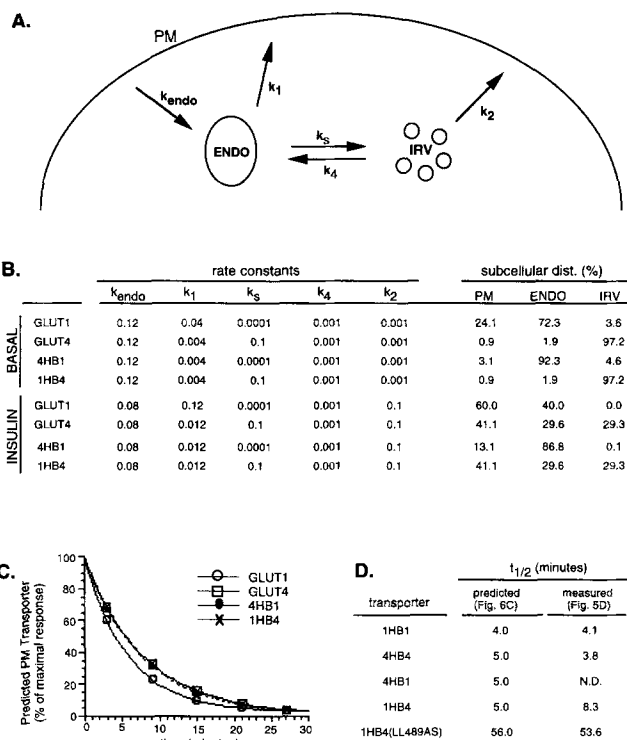 A.
PM
k_endo
k_1
ENDO
k_s
k_4
IRV
k_2
B.
rate constants subcellular dist. (%)
k_endo k_1 k_s k_4 k_2 PM ENDO IRV
BASAL
GLUT1 0.12 0.04 0.0001 0.001 0.001 24.1 72.3 3.6
GLUT4 0.12 0.004 0.1 0.001 0.001 0.9 1.9 97.2
4HB1 0.12 0.004 0.0001 0.001 0.001 3.1 92.3 4.6
1HB4 0.12 0.004 0.1 0.001 0.001 0.9 1.9 97.2
INSULIN
GLUT1 0.08 0.12 0.0001 0.001 0.1 60.0 40.0 0.0
GLUT4 0.08 0.012 0.1 0.001 0.1 41.1 29.6 29.3
4HB1 0.08 0.012 0.0001 0.001 0.1 13.1 86.8 0.1
1HB4 0.08 0.012 0.1 0.001 0.1 41.1 29.6 29.3
C.
Predicted PM Transporter
(% of maximal response)
100
80
60
40
20
0
0 5 10 15 20 25 30
GLUT1
GLUT4
4HB1
1HB4
D.
t_1/2 (minutes)
transporter predicted (Fig. 6C) measured (Fig. 5D)
1HB1 4.0 4.1
4HB4 5.0 3.8
4HB1 5.0 N.D.
1HB4 5.0 8.3
1HB4(LL489AS) 56.0 53.6